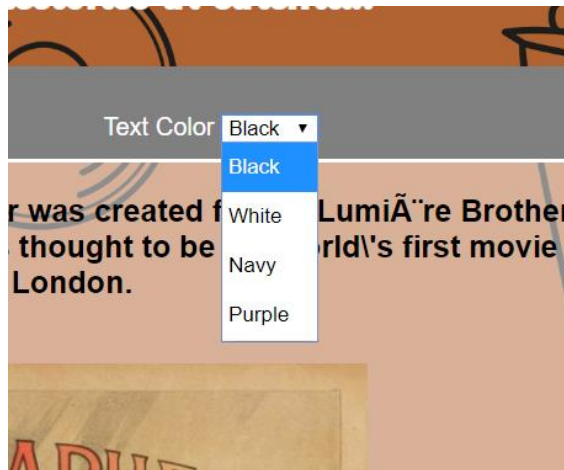 Text Color Black
Black
White
Navy
Purple
r was created f LumiÃ¨re Brother
thought to be rld\'s first movie
London.